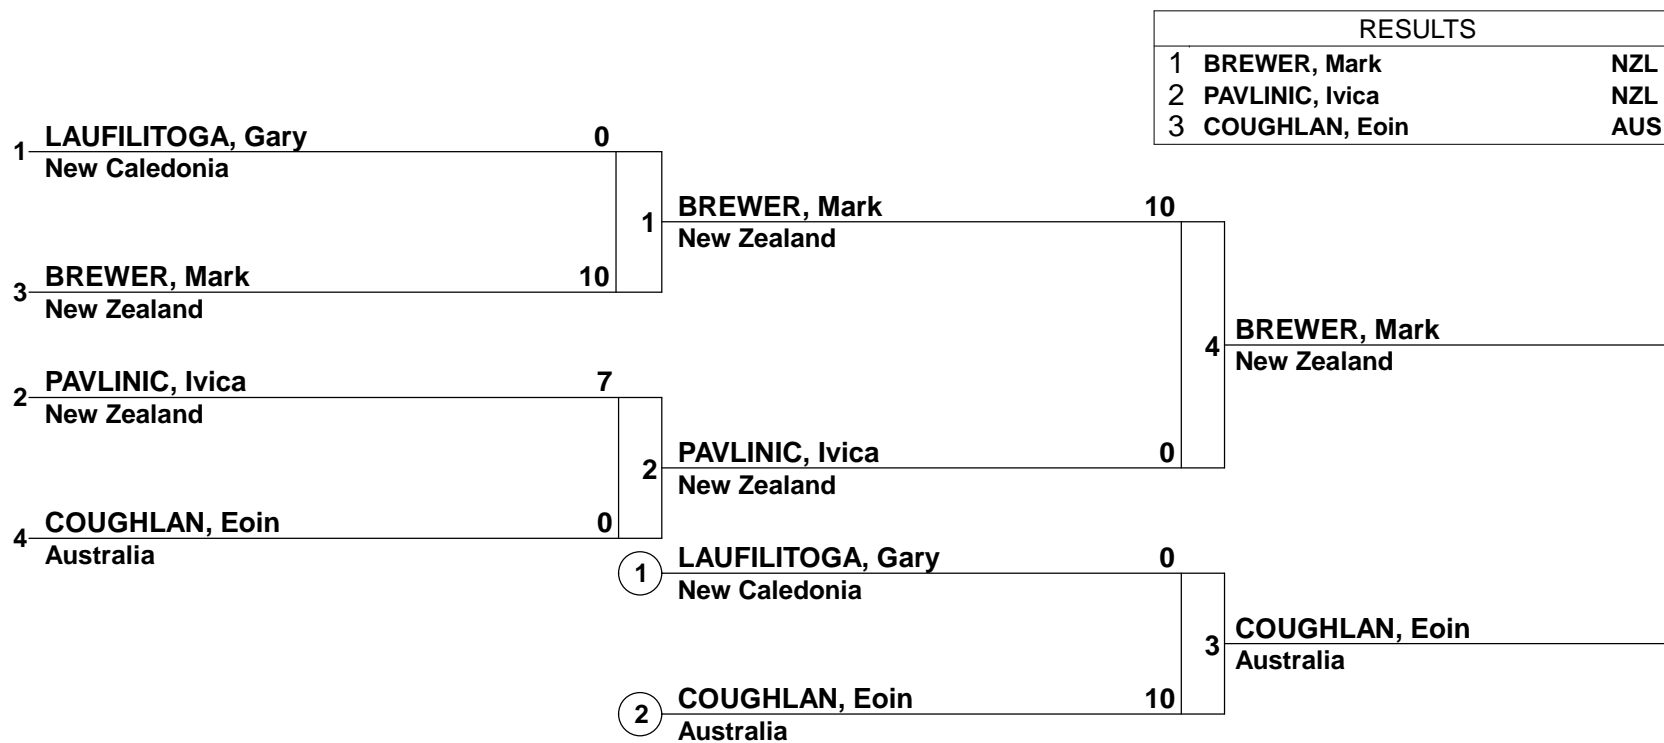 RESULTS
1 BREWER, Mark NZL
2 PAVLINIC, Ivica NZL
3 COUGHLAN, Eoin AUS
1 LAUFILITOGA, Gary 0
New Caledonia
1
BREWER, Mark 10
New Zealand
3 BREWER, Mark 10
New Zealand
4
BREWER, Mark
New Zealand
2 PAVLINIC, Ivica 7
New Zealand
2
PAVLINIC, Ivica 0
New Zealand
4 COUGHLAN, Eoin 0
Australia
1 LAUFILITOGA, Gary 0
New Caledonia
3
COUGHLAN, Eoin
Australia
2 COUGHLAN, Eoin 10
Australia